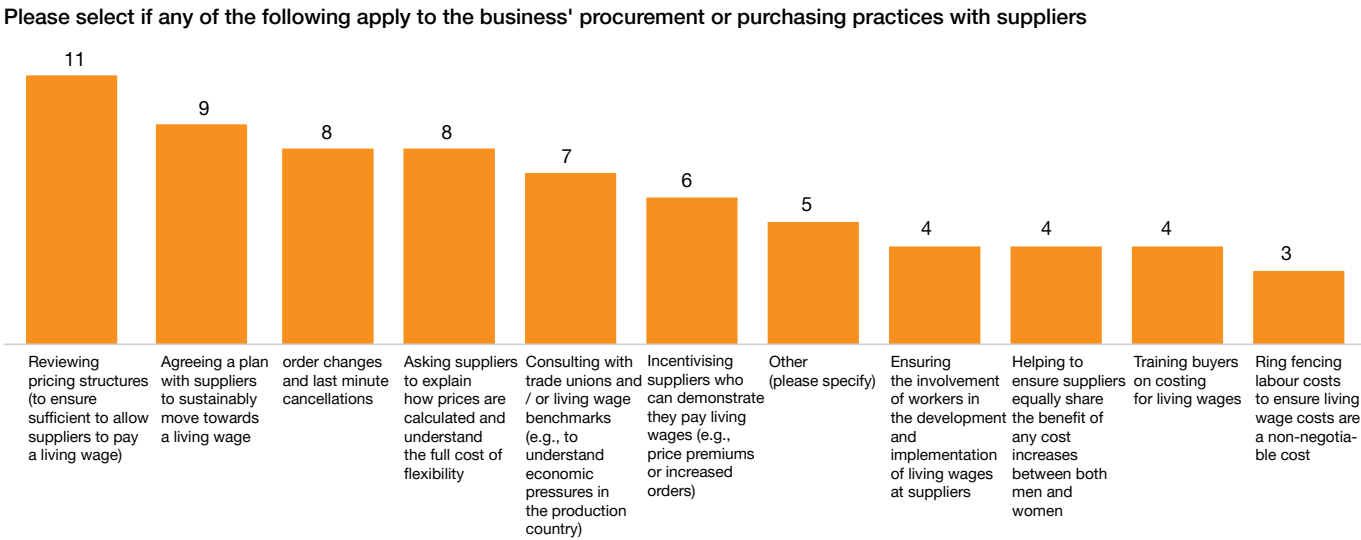 Please select if any of the following apply to the business' procurement or purchasing practices with suppliers
11
9
8
8
7
6
5
4
4
4
3
Reviewing
pricing structures
(to ensure
sufficient to allow
suppliers to pay
a living wage)
Agreeing a plan
with suppliers
to sustainably
move towards
a living wage
order changes
and last minute
cancellations
Asking suppliers
to explain
how prices are
calculated and
understand
the full cost of
flexibility
Consulting with
trade unions and
/ or living wage
benchmarks
(e.g., to
understand
economic
pressures in
the production
country)
Incentivising
suppliers who
can demonstrate
they pay living
wages (e.g.,
price premiums
or increased
orders)
Other
(please specify)
Ensuring
the involvement
of workers in
the development
and
implementation
of living wages
at suppliers
Helping to
ensure suppliers
equally share
the benefit of
any cost
increases
between both
men and
women
Training buyers
on costing
for living wages
Ring fencing
labour costs
to ensure living
wage costs are
a non-negotia-
ble cost